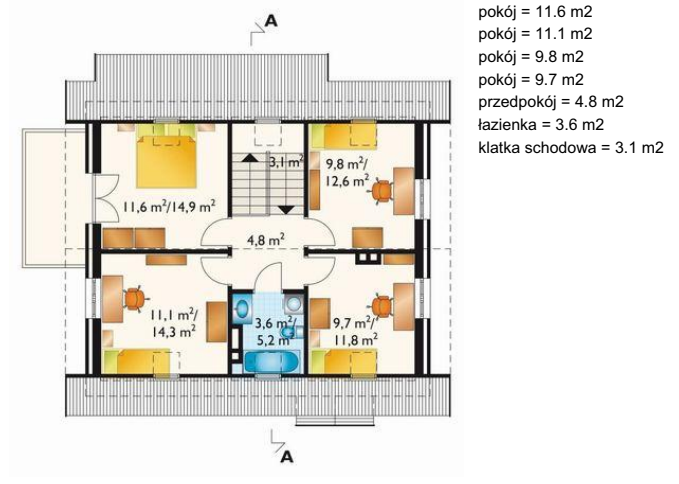 A
pokój = 11.6 m2
pokój = 11.1 m2
pokój = 9.8 m2
pokój = 9.7 m2
przedpokój = 4.8 m2
łazienka = 3.6 m2
klatka schodowa = 3.1 m2
3,1 m²
9,8 m²/
12,6 m²
11,6 m²/14,9 m²
4,8 m²
11,1 m²/
14,3 m²
3,6 m²/
5,2 m²
9,7 m²/
11,8 m²
A